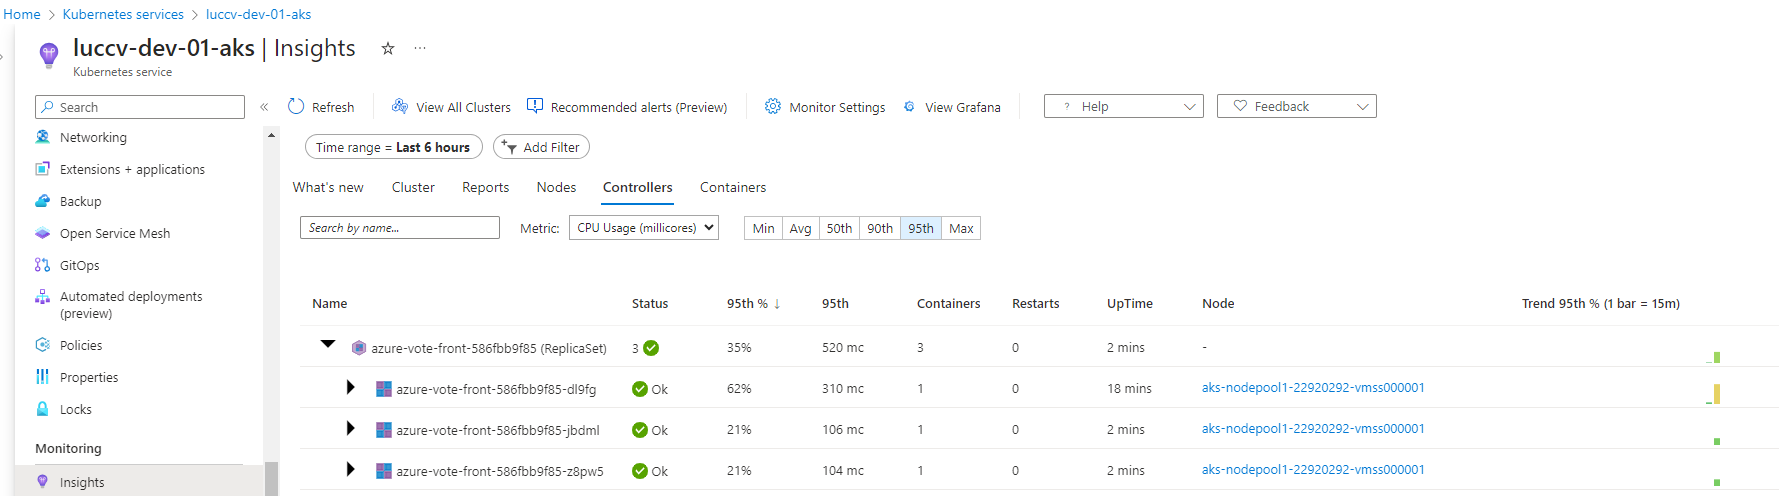 Home > Kubernetes services > luccv-dev-01-aks
luccv-dev-01-aks | Insights ☆ ···
Kubernetes service
Search
«
Refresh
View All Clusters
Recommended alerts (Preview)
Monitor Settings
View Grafana
? Help
Feedback
Networking
Extensions + applications
Backup
Open Service Mesh
GitOps
Automated deployments
(preview)
Policies
Properties
Locks
Monitoring
Insights
Time range = Last 6 hours
Add Filter
What's new Cluster Reports Nodes Controllers Containers
Search by name...
Metric: CPU Usage (millicores)
Min Avg 50th 90th 95th Max
Name Status 95th % ↓ 95th Containers Restarts UpTime Node Trend 95th % (1 bar = 15m)
azure-vote-front-586fbb9f85 (ReplicaSet) 3 35% 520 mc 3 0 2 mins -
azure-vote-front-586fbb9f85-dl9fg Ok 62% 310 mc 1 0 18 mins aks-nodepool1-22920292-vmss000001
azure-vote-front-586fbb9f85-jbdml Ok 21% 106 mc 1 0 2 mins aks-nodepool1-22920292-vmss000001
azure-vote-front-586fbb9f85-z8pw5 Ok 21% 104 mc 1 0 2 mins aks-nodepool1-22920292-vmss000001